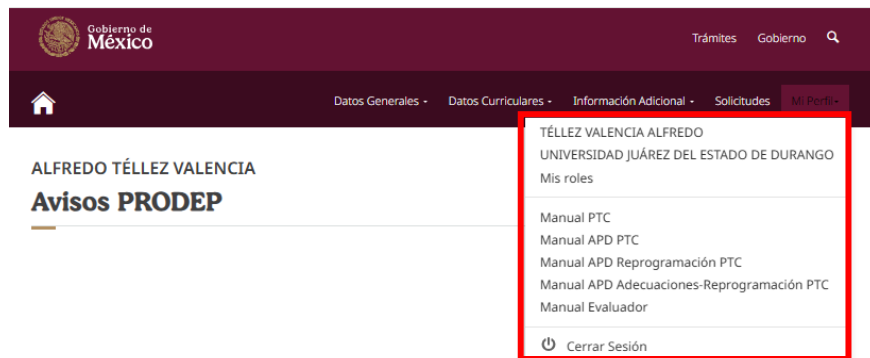 Gobierno de
México
Trámites Gobierno
Datos Generales Datos Curriculares Información Adicional Solicitudes Mi Perfil
TÉLLEZ VALENCIA ALFREDO
UNIVERSIDAD JUÁREZ DEL ESTADO DE DURANGO
Mis roles
ALFREDO TÉLLEZ VALENCIA
Avisos PRODEP
Manual PTC
Manual APD PTC
Manual APD Reprogramación PTC
Manual APD Adecuaciones-Reprogramación PTC
Manual Evaluador
Cerrar Sesión